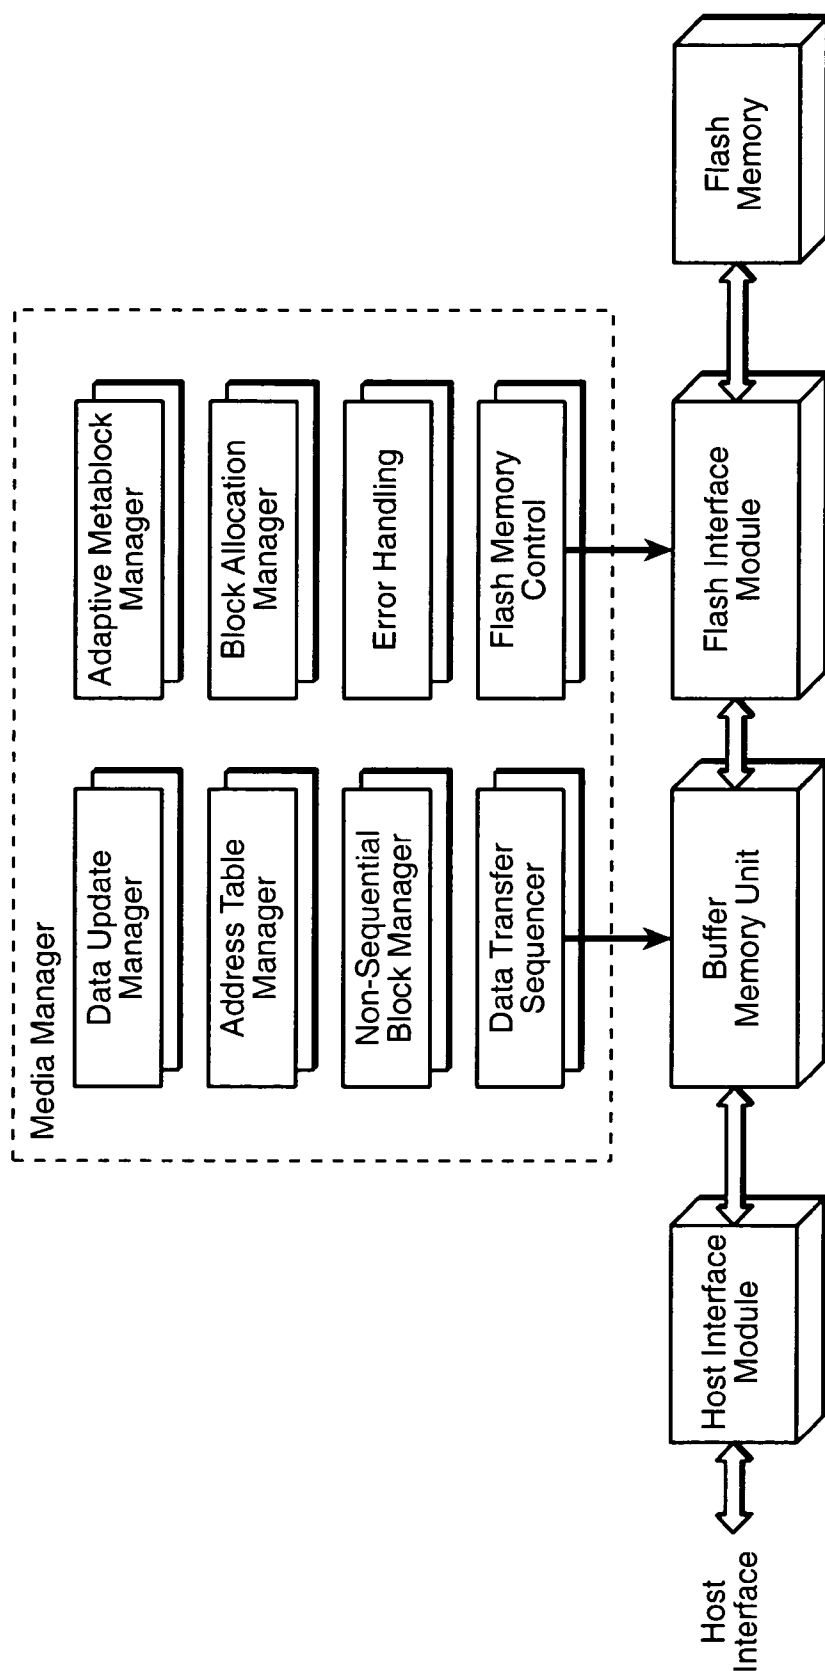 Media Manager
Data Update
Manager
Adaptive Metablock
Manager
Address Table
Manager
Block Allocation
Manager
Non-Sequential
Block Manager
Error Handling
Data Transfer
Sequencer
Flash Memory
Control
Host
Interface
Host Interface
Module
Buffer
Memory Unit
Flash Interface
Module
Flash
Memory